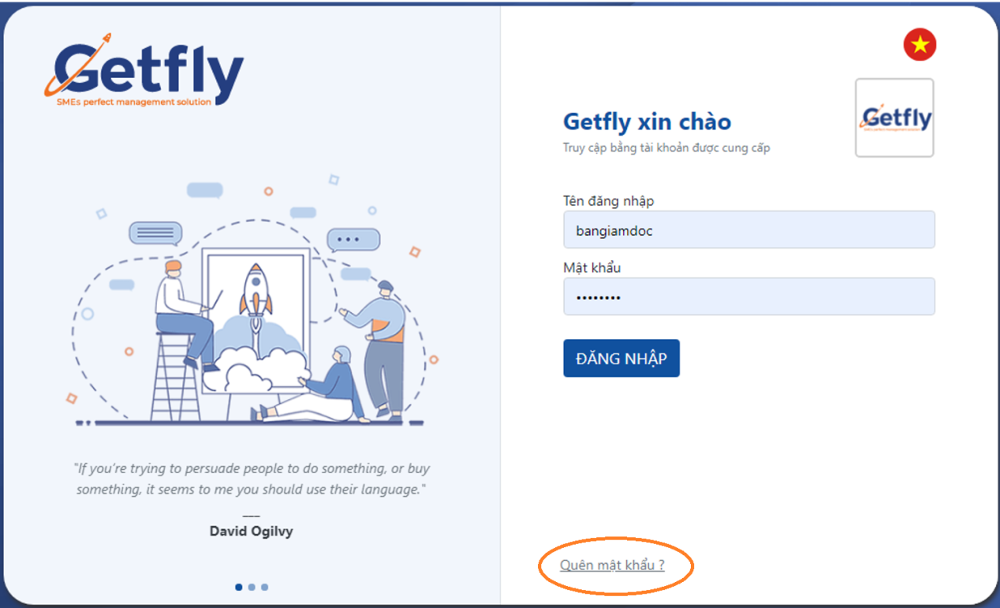 Getfly
SMEs perfect management solution
"If you’re trying to persuade people to do something, or buy
something, it seems to me you should use their language."
David Ogilvy
Getfly
Getfly xin chào
Truy cập bằng tài khoản được cung cấp
Tên đăng nhập
bangiamdoc
Mật khẩu
ĐĂNG NHẬP
Quên mật khẩu ?